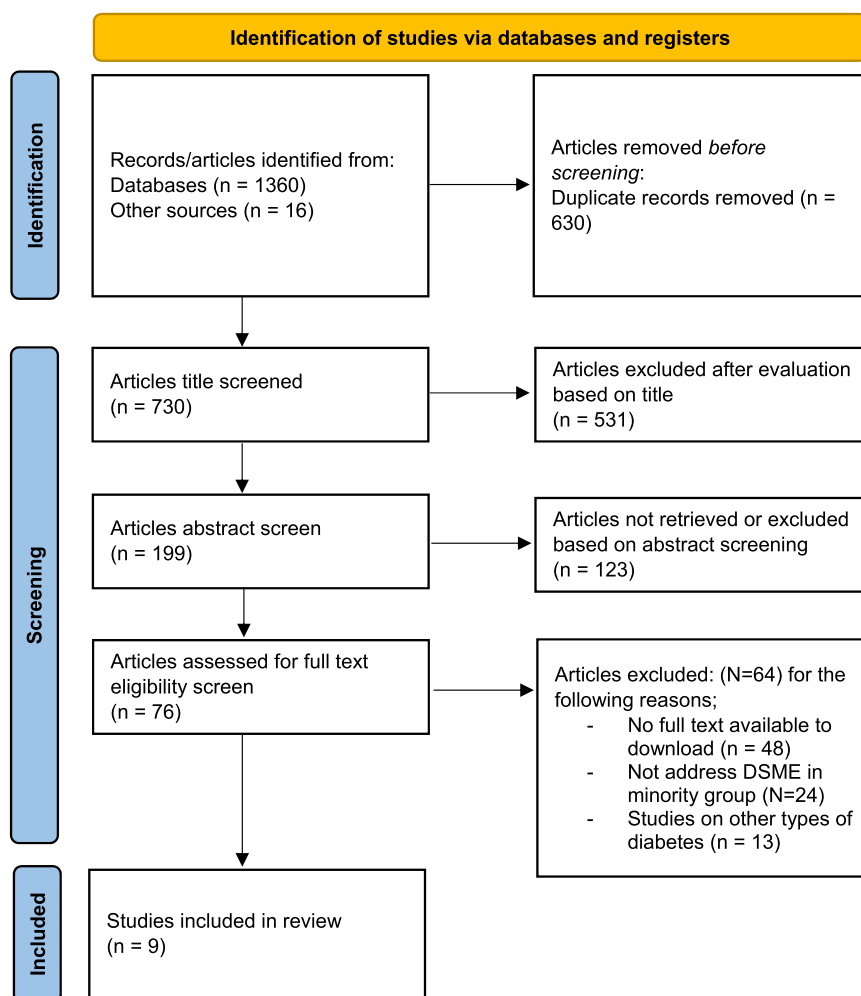 Identification of studies via databases and registers
Identification
Records/articles identified from:
Databases (n = 1360)
Other sources (n = 16)
Articles removed before
screening:
Duplicate records removed (n =
630)
Screening
Articles title screened
(n = 730)
Articles excluded after evaluation
based on title
(n = 531)
Articles abstract screen
(n = 199)
Articles not retrieved or excluded
based on abstract screening
(n = 123)
Articles assessed for full text
eligibility screen
(n = 76)
Articles excluded: (N=64) for the
following reasons;
- No full text available to
download (n = 48)
- Not address DSME in
minority group (N=24)
- Studies on other types of
diabetes (n = 13)
Included
Studies included in review
(n = 9)